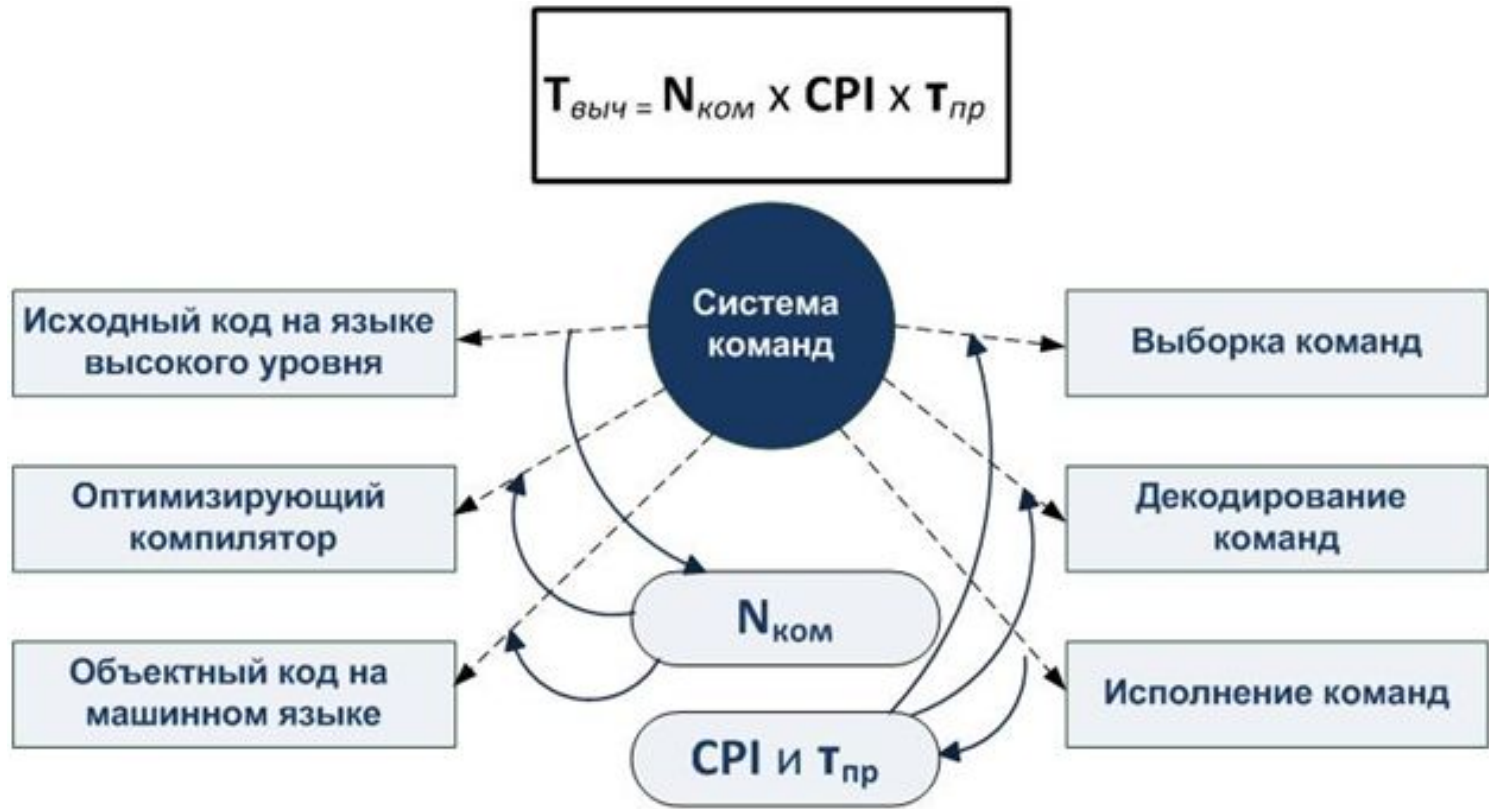 Tвыч = Nком x CPI x τпр
Система
команд
Исходный код на языке
высокого уровня
Выборка команд
Оптимизирующий
компилятор
Декодирование
команд
Nком
Объектный код на
машинном языке
Исполнение команд
CPI и τпр